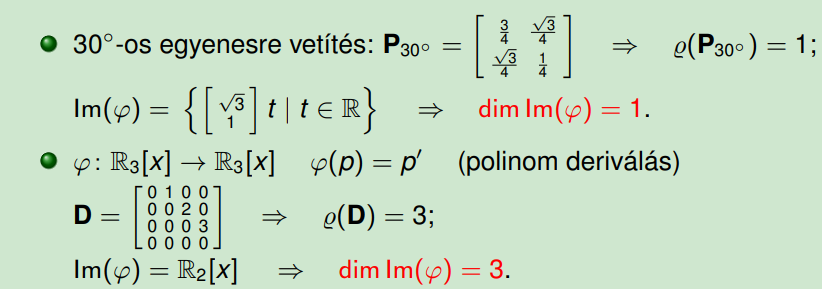 30°-os egyenesre vetítés: P₃₀° = [ 3/4 √3/4 ; √3/4 1/4 ] ⇒ ϱ(P₃₀°) = 1;
Im(φ) = { [ √3 ; 1 ] t | t ∈ ℝ } ⇒ dim Im(φ) = 1.
φ: ℝ₃[x] → ℝ₃[x] φ(p) = p′ (polinom deriválás)
D = [ 0 1 0 0 ; 0 0 2 0 ; 0 0 0 3 ; 0 0 0 0 ] ⇒ ϱ(D) = 3;
Im(φ) = ℝ₂[x] ⇒ dim Im(φ) = 3.